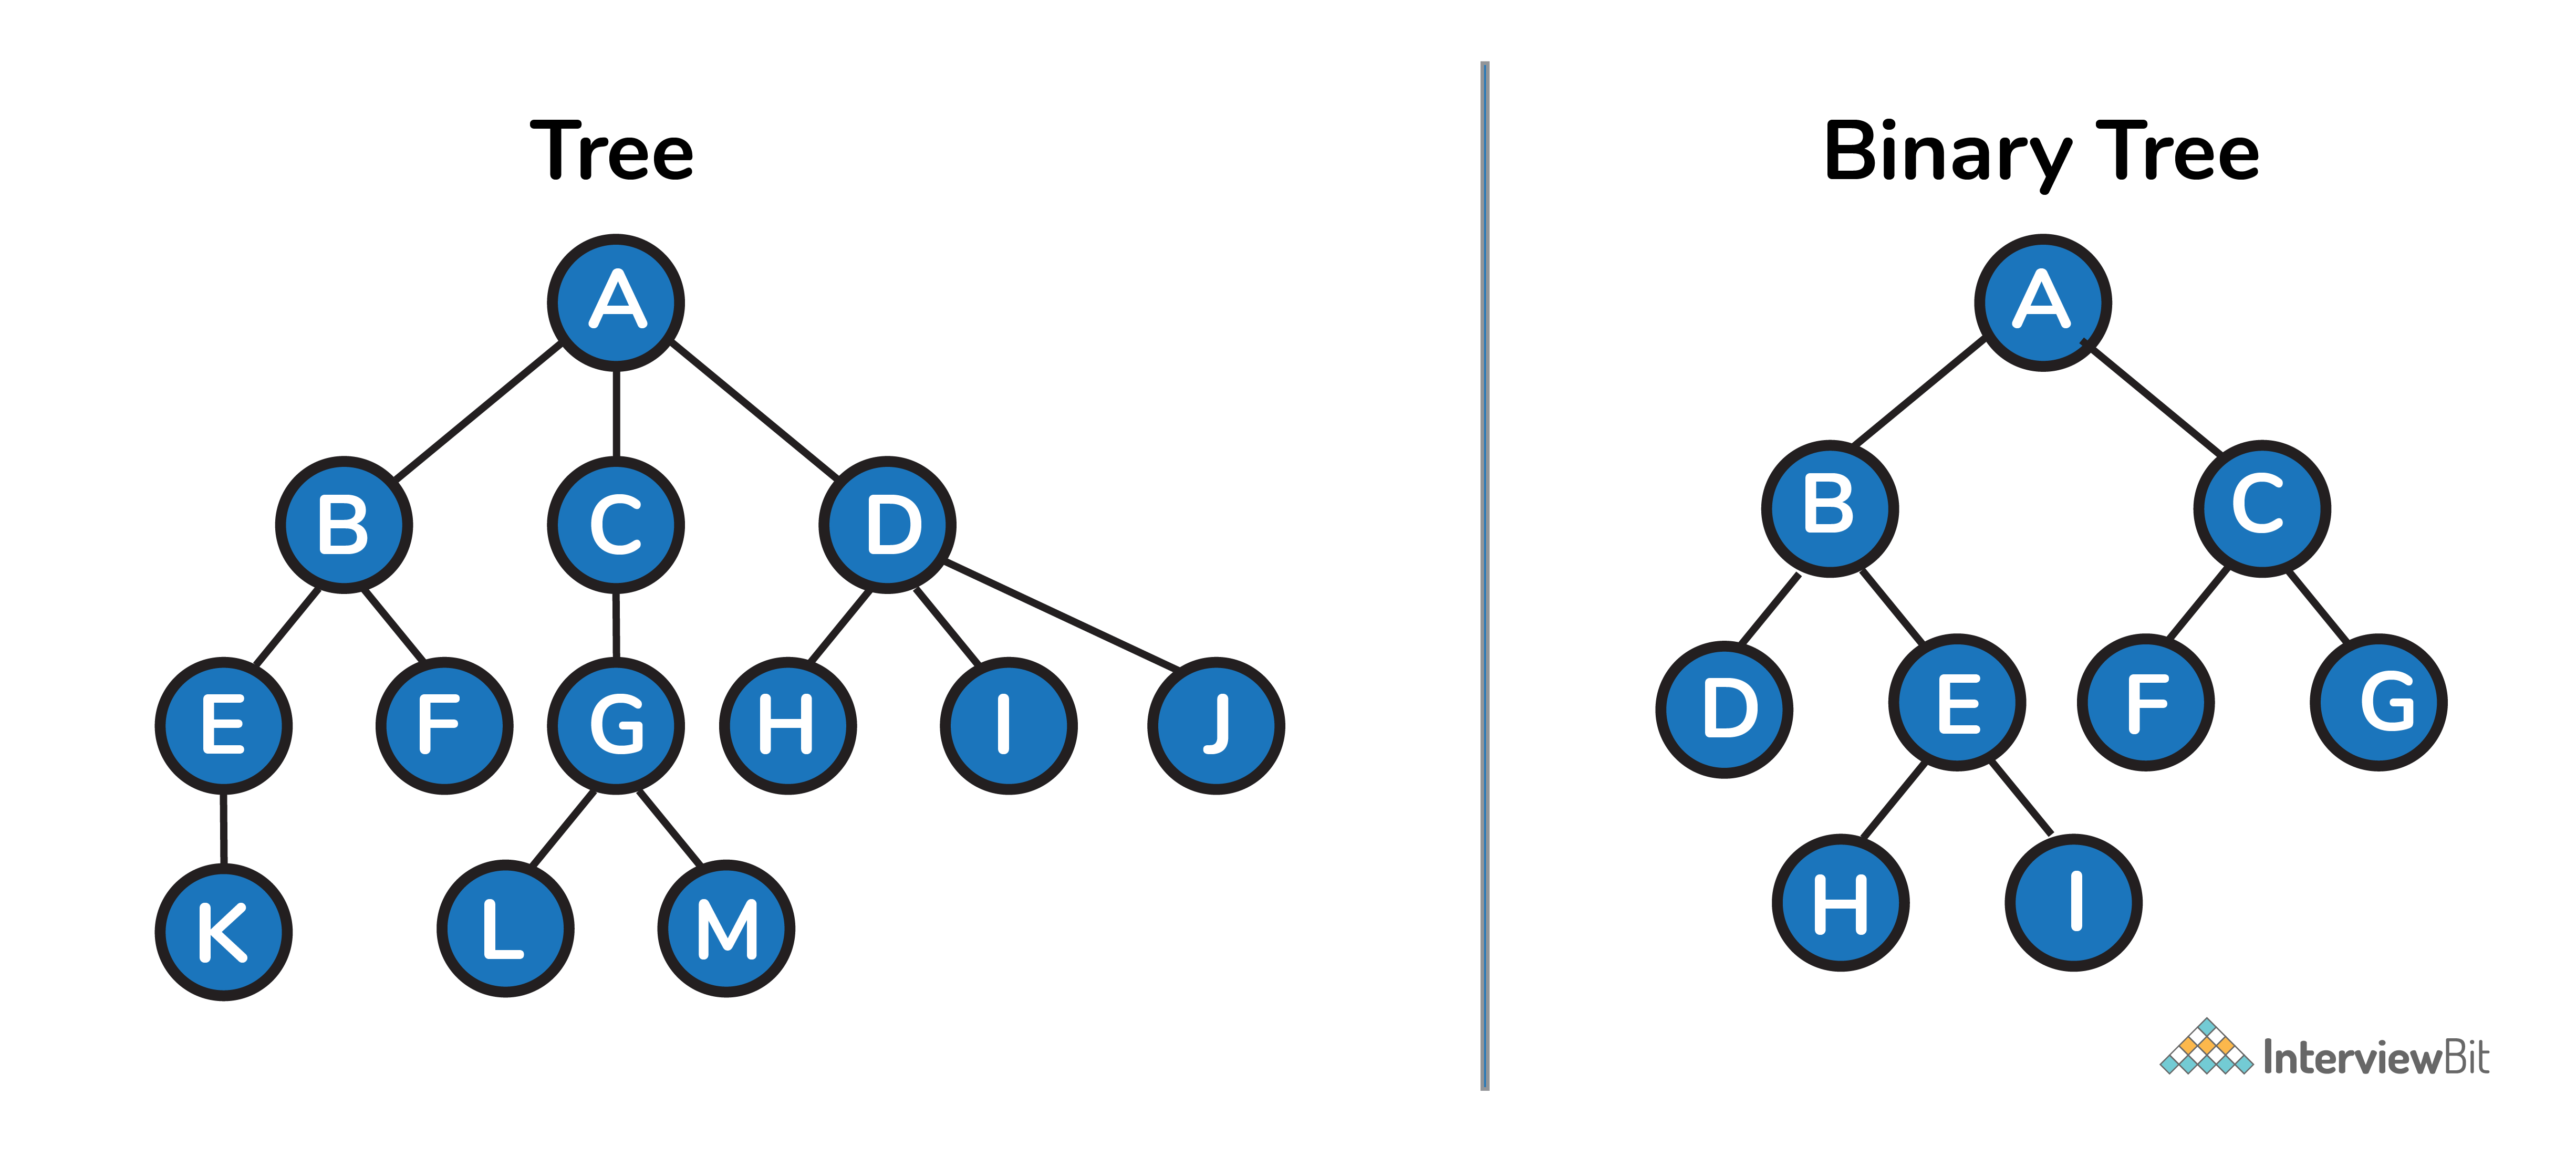 Tree
A
B C D
E F G H I J
K L M
Binary Tree
A
B C
D E F G
H I
InterviewBit